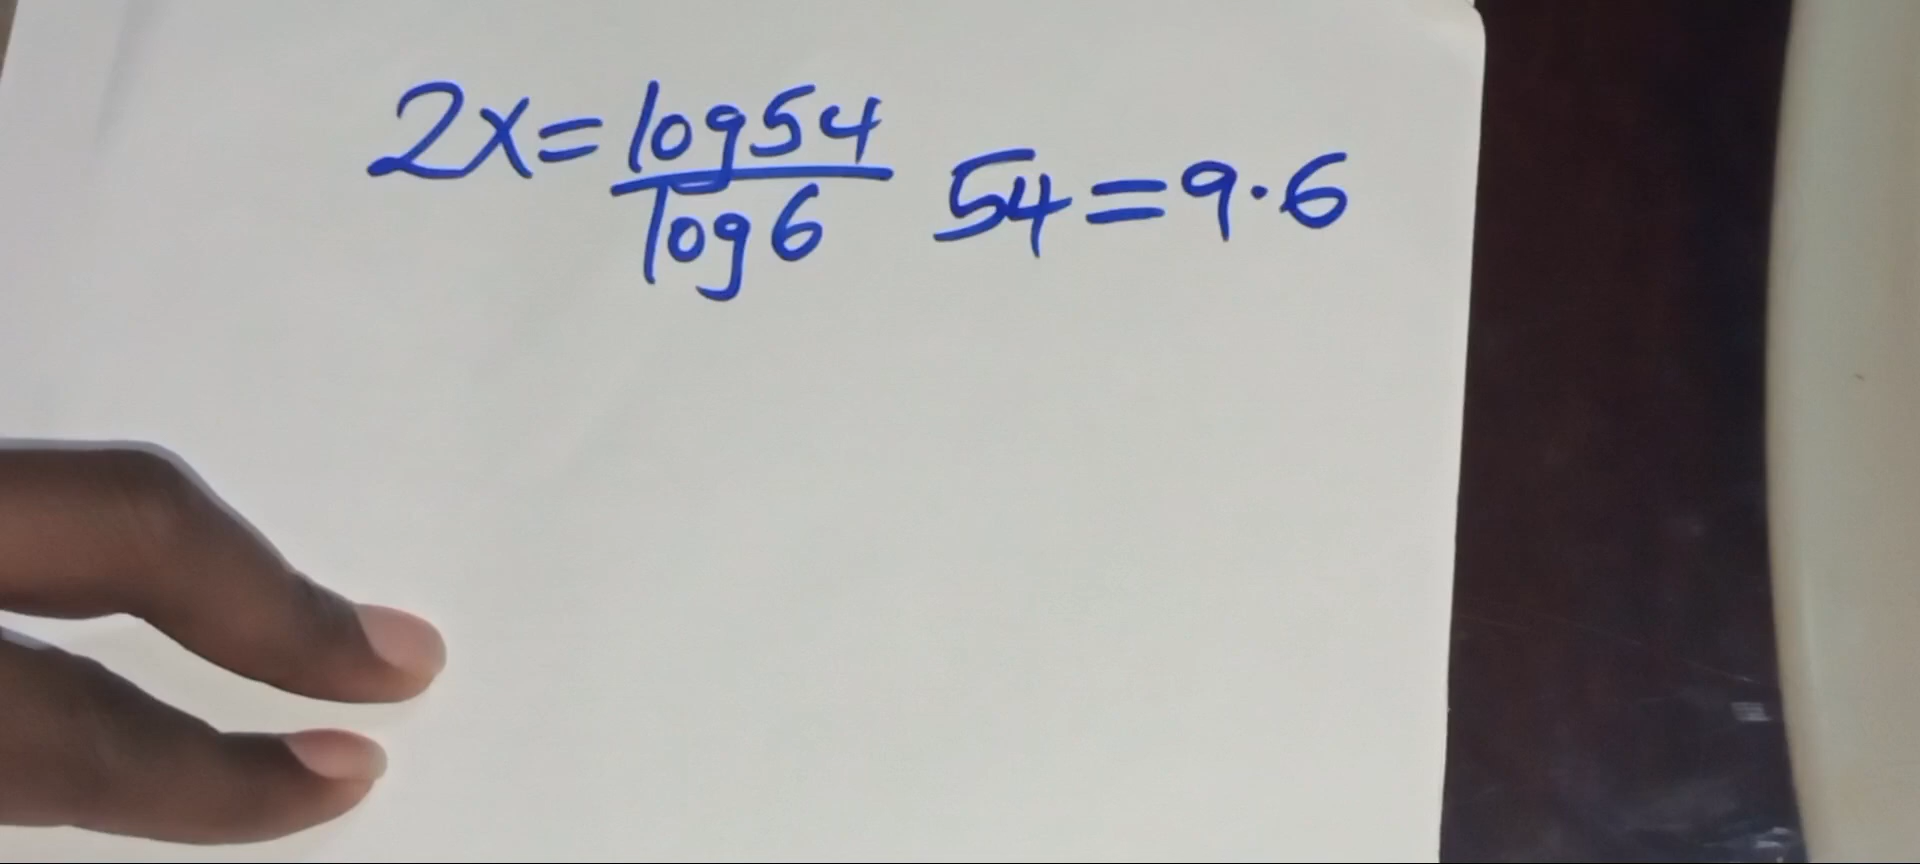 2x = log54/log6 54 = 9·6